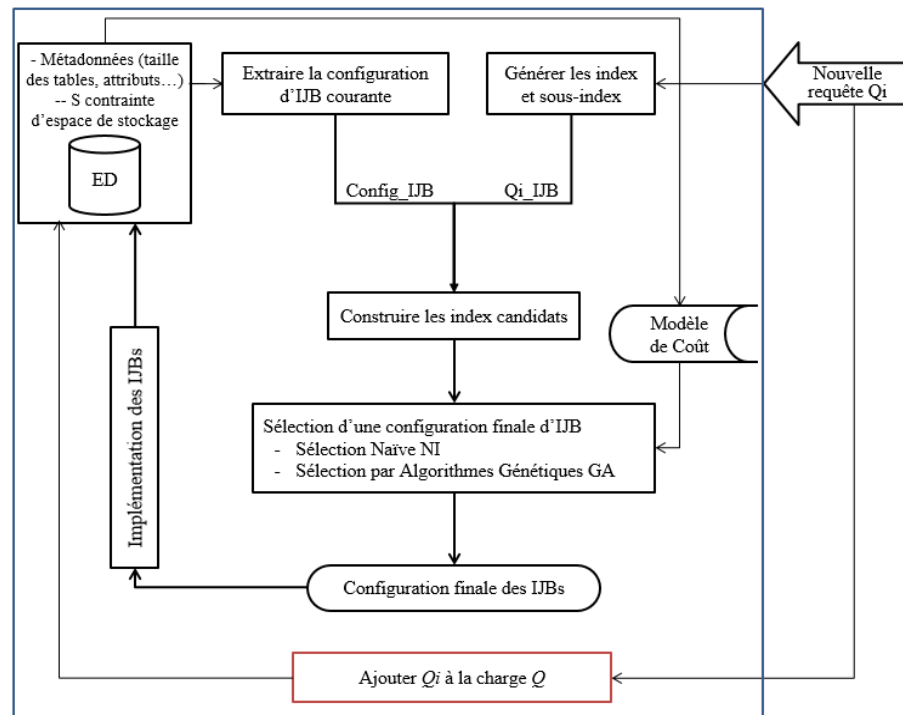 - Métadonnées (taille
des tables, attributs…)
-- S contrainte
d'espace de stockage
ED
Extraire la configuration
d'IJB courante
Générer les index
et sous-index
Nouvelle
requête Qi
Config_IJB
Qi_IJB
Construire les index candidats
Modèle
de Coût
Implémentation des IJBs
Sélection d'une configuration finale d'IJB
- Sélection Naïve NI
- Sélection par Algorithmes Génétiques GA
Configuration finale des IJBs
Ajouter Qi à la charge Q